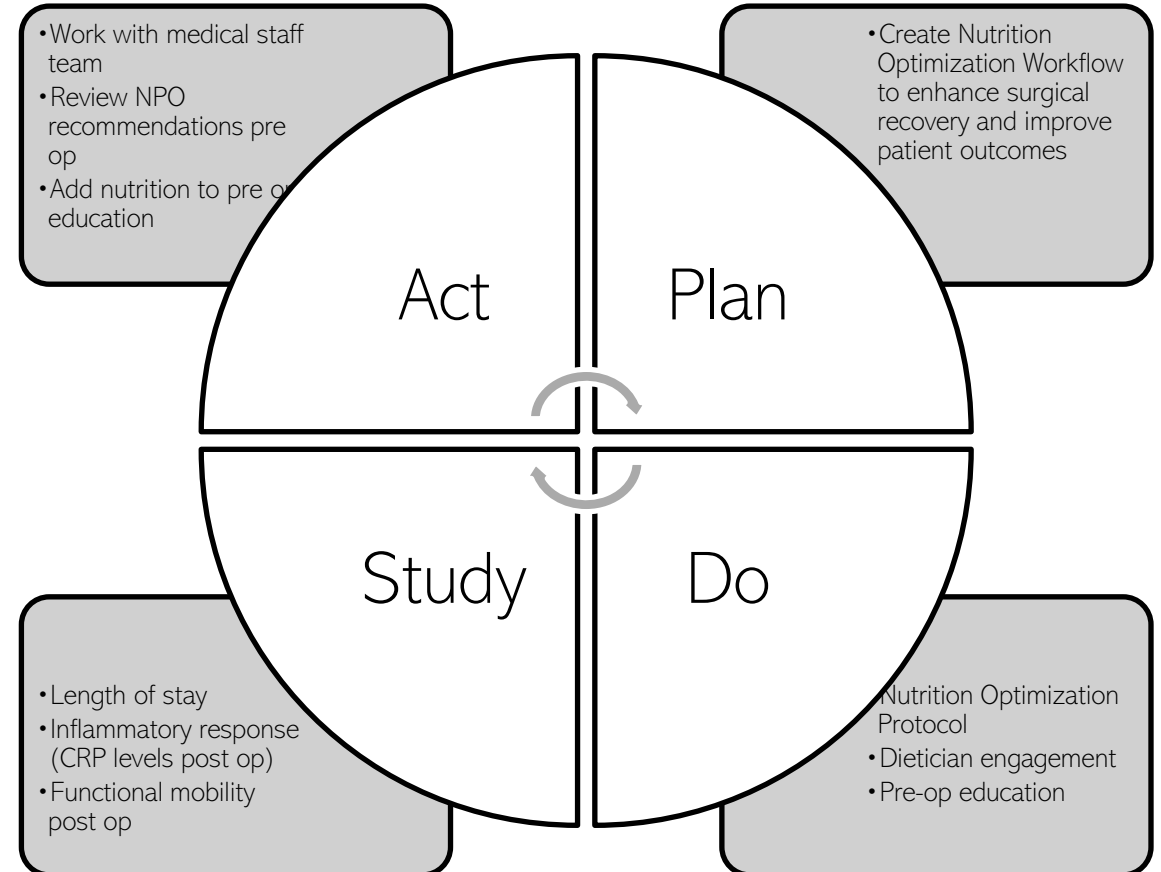 •Work with medical staff
team
•Review NPO
recommendations pre
op
•Add nutrition to pre
education
•Create Nutrition
Optimization Workflow
to enhance surgical
recovery and improve
patient outcomes
Act
Plan
Study
Do
•Length of stay
•Inflammatory response
(CRP levels post op)
•Functional mobility
post op
Nutrition Optimization
Protocol
•Dietician engagement
•Pre-op education